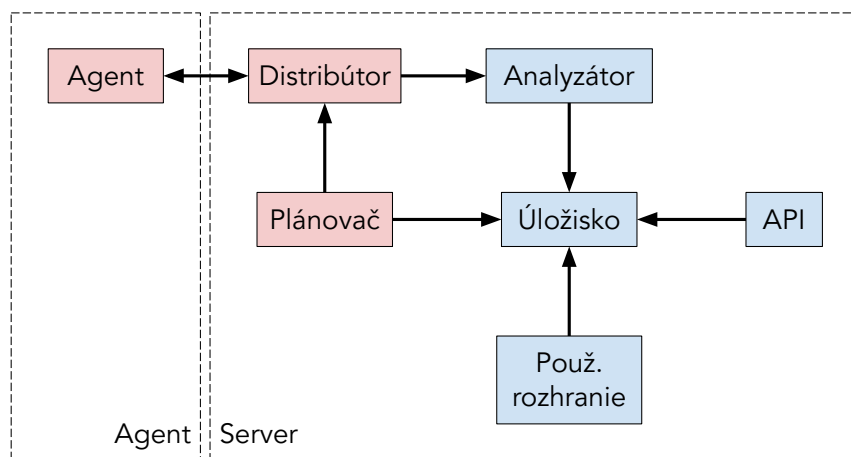 Agent
Distribútor
Analyzátor
Plánovač
Úložisko
API
Použ.
rozhranie
Agent
Server